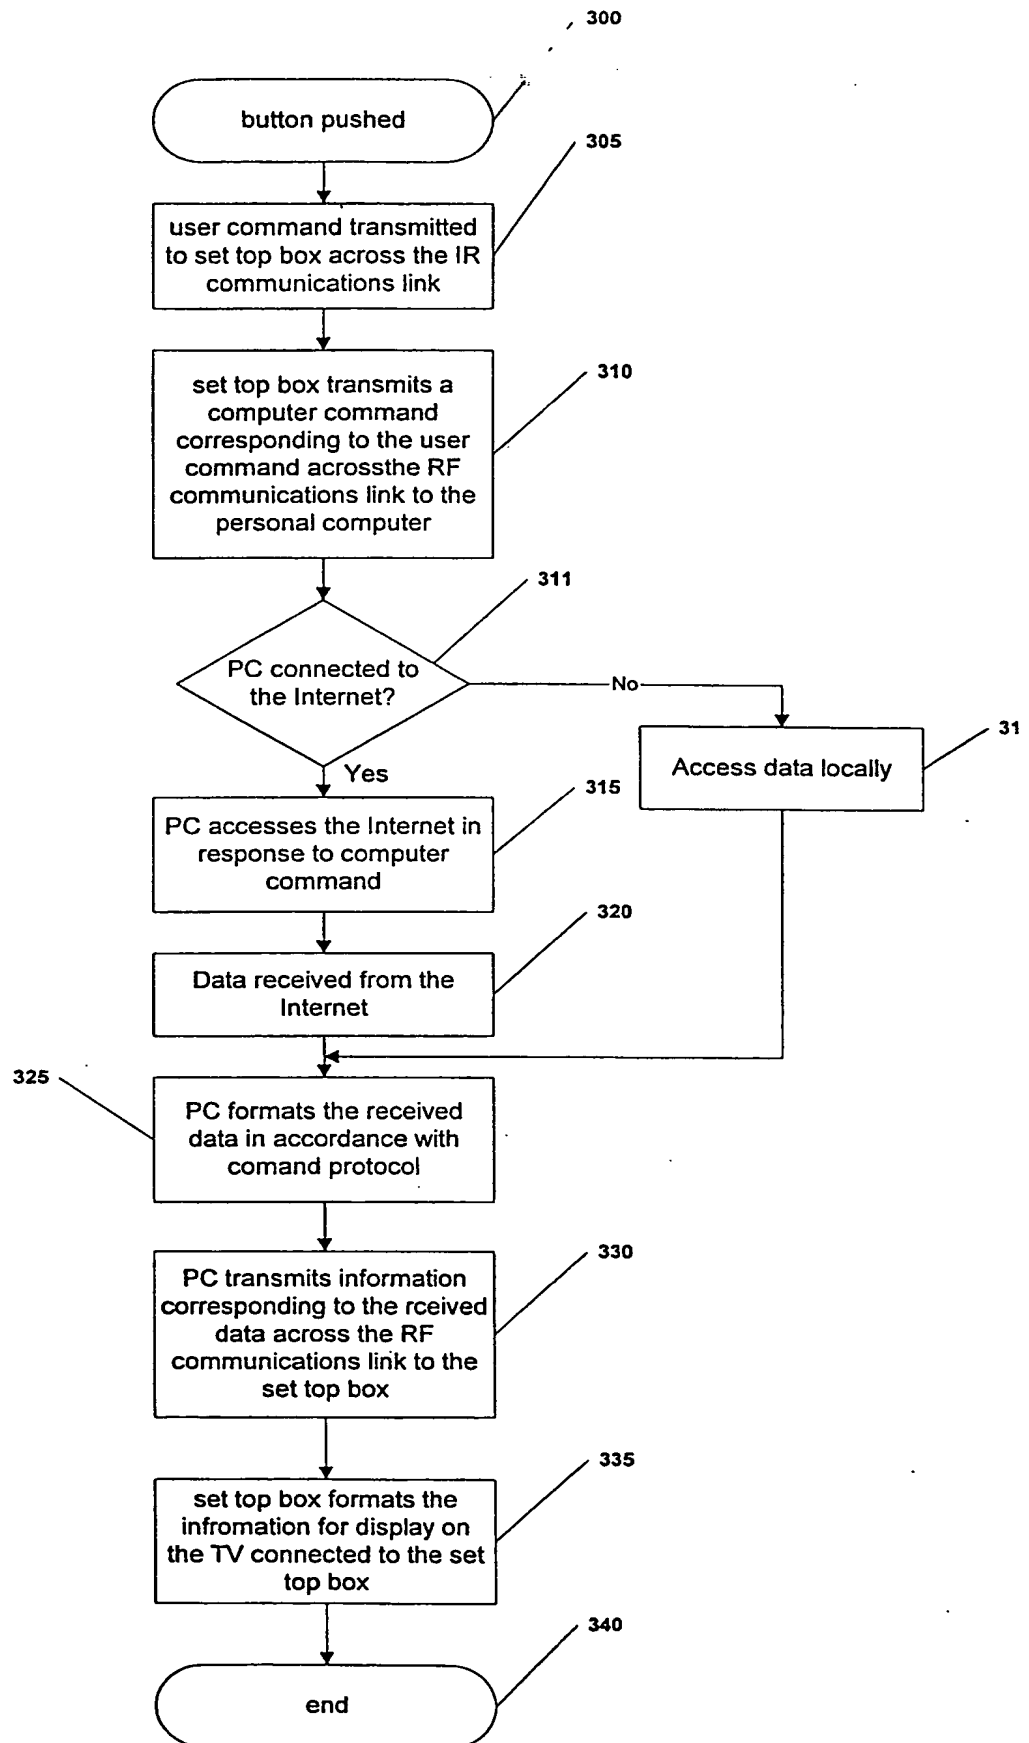 300
button pushed
305
user command transmitted
to set top box across the IR
communications link
310
set top box transmits a
computer command
corresponding to the user
command acrossthe RF
communications link to the
personal computer
311
PC connected to
the Internet?
No
31
Access data locally
Yes
315
PC accesses the Internet in
response to computer
command
320
Data received from the
Internet
325
PC formats the received
data in accordance with
comand protocol
330
PC transmits information
corresponding to the rceived
data across the RF
communications link to the
set top box
335
set top box formats the
infromation for display on
the TV connected to the set
top box
340
end